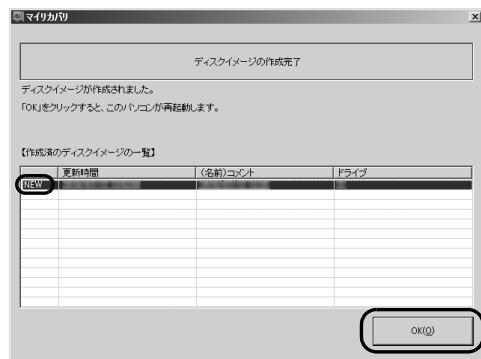 マイリカバリ
ディスクイメージの作成完了
ディスクイメージが作成されました。
「OK」をクリックすると、このパソコンが再起動します。
【作成済のディスクイメージの一覧】
更新時間 (名前)コメント ドライブ
NEW
OK(O)